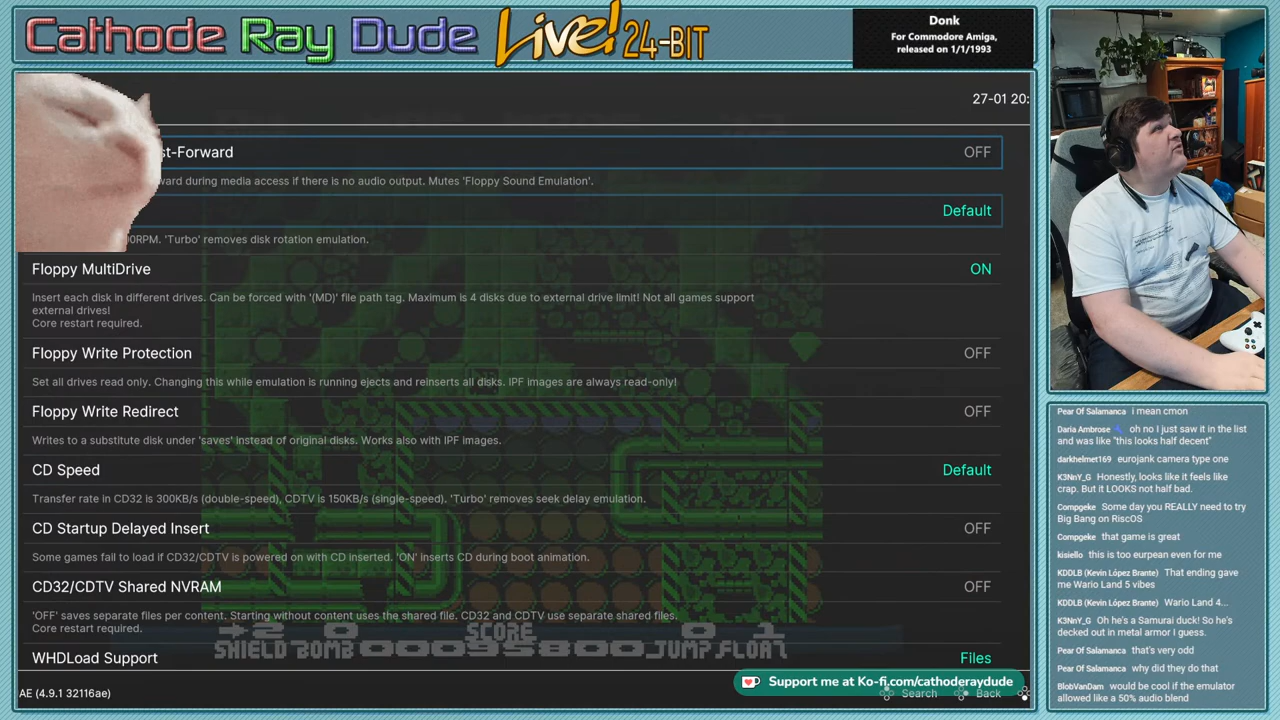 Cathode Ray Dude Live! 24-BIT
Donk
For Commodore Amiga,
released on 1/1/1993
27-01 20:
st-Forward
OFF
ward during media access if there is no audio output. Mutes 'Floppy Sound Emulation'.
Default
00RPM. 'Turbo' removes disk rotation emulation.
Floppy MultiDrive
ON
Insert each disk in different drives. Can be forced with '(MD)' file path tag. Maximum is 4 disks due to external drive limit! Not all games support
external drives!
Core restart required.
Floppy Write Protection
OFF
Set all drives read only. Changing this while emulation is running ejects and reinserts all disks. IPF images are always read-only!
Floppy Write Redirect
OFF
Writes to a substitute disk under 'saves' instead of original disks. Works also with IPF images.
CD Speed
Default
Transfer rate in CD32 is 300KB/s (double-speed), CDTV is 150KB/s (single-speed). 'Turbo' removes seek delay emulation.
CD Startup Delayed Insert
OFF
Some games fail to load if CD32/CDTV is powered on with CD inserted. 'ON' inserts CD during boot animation.
CD32/CDTV Shared NVRAM
OFF
'OFF' saves separate files per content. Starting without content uses the shared file. CD32 and CDTV use separate shared files.
Core restart required.
+2 0 SCORE 0 1
SHIELD BOMB 00095800 JUMP FLOAT
WHDLoad Support
Files
AE (4.9.1 32116ae)
Support me at Ko-fi.com/cathoderaydude
Search
Back
Pear Of Salamanca i mean cmon
Daria Ambrose oh no I just saw it in the list
and was like "this looks half decent"
darkhelmet169 eurojank camera type one
K3NnY_G Honestly, looks like it feels like
crap. But it LOOKS not half bad.
Compgeke Some day you REALLY need to try
Big Bang on RiscOS
Compgeke that game is great
kisiello this is too eurpean even for me
KDDLB (Kevin López Brante) That ending gave
me Wario Land 5 vibes
KDDLB (Kevin López Brante) Wario Land 4...
K3NnY_G Oh he's a Samurai duck! So he's
decked out in metal armor I guess.
Pear Of Salamanca that's very odd
Pear Of Salamanca why did they do that
BlobVanDam would be cool if the emulator
allowed like a 50% audio blend